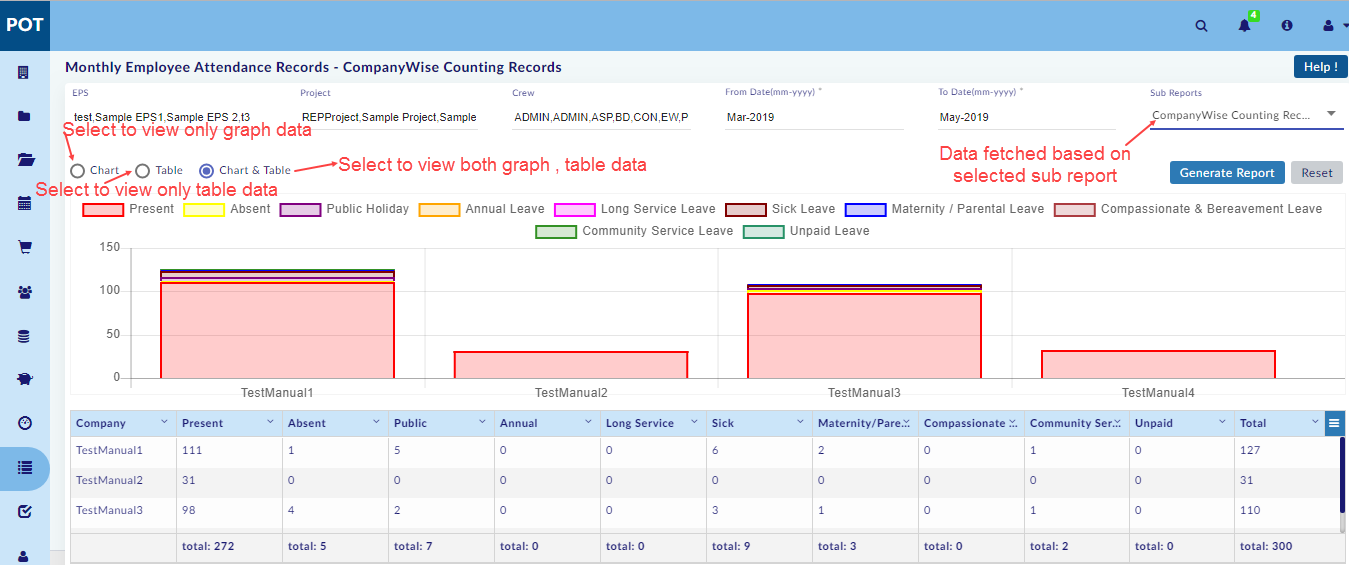 POT
4
Monthly Employee Attendance Records - CompanyWise Counting Records
Help !
EPS Project Crew From Date(mm-yyyy) * To Date(mm-yyyy) * Sub Reports
test,Sample EPS1,Sample EPS 2,t3 REPProject,Sample Project,Sample ADMIN,ADMIN,ASP,BD,CON,EW,P Mar-2019 May-2019 CompanyWise Counting Rec...
Select to view only graph data
Chart Table Chart & Table
Select to view both graph , table data
Select to view only table data
Data fetched based on
selected sub report
Generate Report Reset
Present Absent Public Holiday Annual Leave Long Service Leave Sick Leave Maternity / Parental Leave Compassionate & Bereavement Leave
Community Service Leave Unpaid Leave
150
100
50
0
TestManual1 TestManual2 TestManual3 TestManual4
Company Present Absent Public Annual Long Service Sick Maternity/Pare... Compassionate ... Community Ser... Unpaid Total
TestManual1 111 1 5 0 0 6 2 0 1 0 127
TestManual2 31 0 0 0 0 0 0 0 0 0 31
TestManual3 98 4 2 0 0 3 1 0 1 0 110
total: 272 total: 5 total: 7 total: 0 total: 0 total: 9 total: 3 total: 0 total: 2 total: 0 total: 300